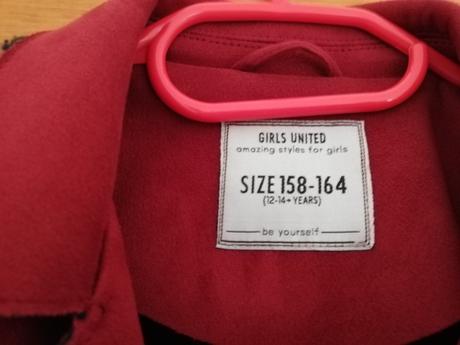 GIRLS UNITED
amazing styles for girls
SIZE 158-164
(12-14+ YEARS)
be yourself